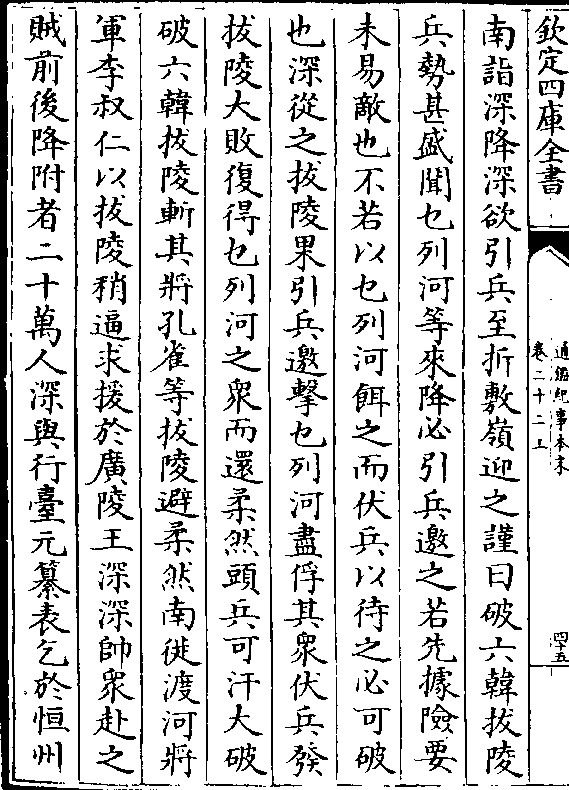 欽定四庫全書
通鑑紀事本末
卷二十二上
四十五
南詣深降深欲引兵至折敷嶺迎之謹曰破六韓拔陵
兵勢甚盛聞乜列河等來降必引兵邀之若先據險要
未易敵也不若以乜列河餌之而伏兵以待之必可破
也深從之拔陵果引兵邀擊乜列河盡俘其衆伏兵發
拔陵大敗復得乜列河之衆而還柔然頭兵可汗大破
破六韓拔陵斬其將孔雀等拔陵避柔然南徙渡河將
軍李叔仁以拔陵稍逼求援於廣陵王深深帥衆赴之
賊前後降附者二十萬人深與行臺元纂表乞於恒州